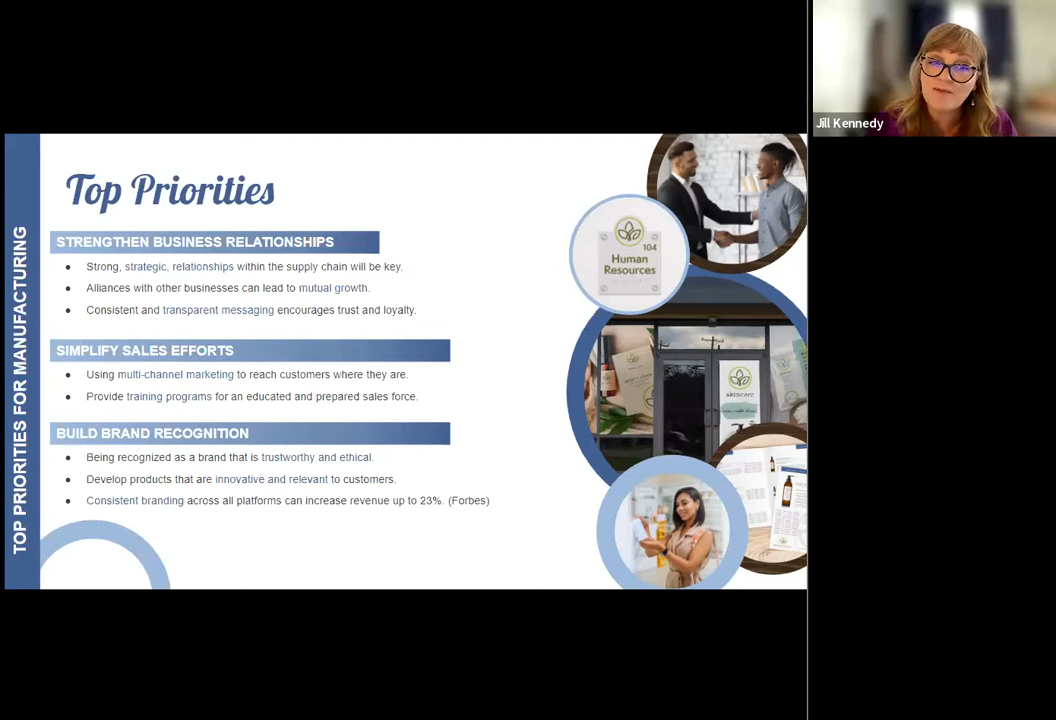 Jill Kennedy
TOP PRIORITIES FOR MANUFACTURING
Top Priorities
STRENGTHEN BUSINESS RELATIONSHIPS
● Strong, strategic, relationships within the supply chain will be key.
● Alliances with other businesses can lead to mutual growth.
● Consistent and transparent messaging encourages trust and loyalty.
SIMPLIFY SALES EFFORTS
● Using multi-channel marketing to reach customers where they are.
● Provide training programs for an educated and prepared sales force.
BUILD BRAND RECOGNITION
● Being recognized as a brand that is trustworthy and ethical.
● Develop products that are innovative and relevant to customers.
● Consistent branding across all platforms can increase revenue up to 23%. (Forbes)
104
Human
Resources